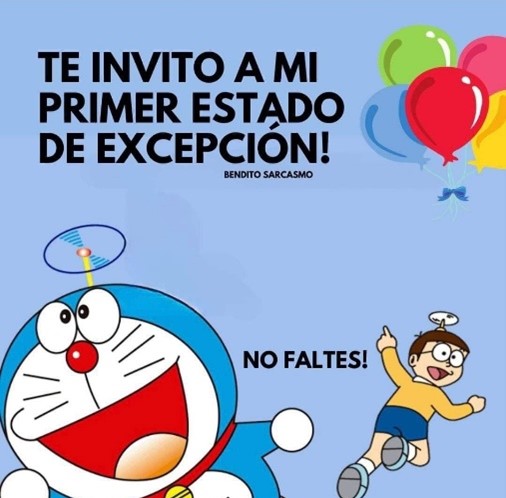 TE INVITO A MI
PRIMER ESTADO
DE EXCEPCIÓN!
BENDITO SARCASMO
NO FALTES!